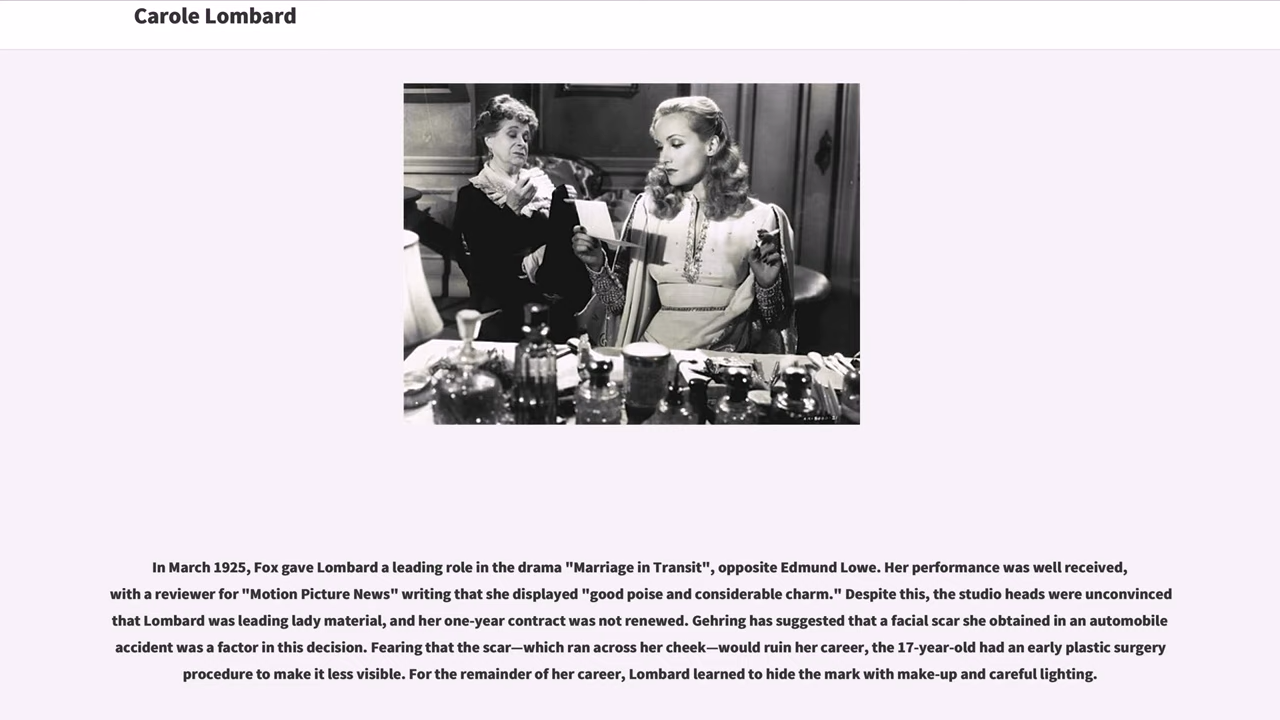 Carole Lombard
In March 1925, Fox gave Lombard a leading role in the drama "Marriage in Transit", opposite Edmund Lowe. Her performance was well received,
with a reviewer for "Motion Picture News" writing that she displayed "good poise and considerable charm." Despite this, the studio heads were unconvinced
that Lombard was leading lady material, and her one-year contract was not renewed. Gehring has suggested that a facial scar she obtained in an automobile
accident was a factor in this decision. Fearing that the scar—which ran across her cheek—would ruin her career, the 17-year-old had an early plastic surgery
procedure to make it less visible. For the remainder of her career, Lombard learned to hide the mark with make-up and careful lighting.